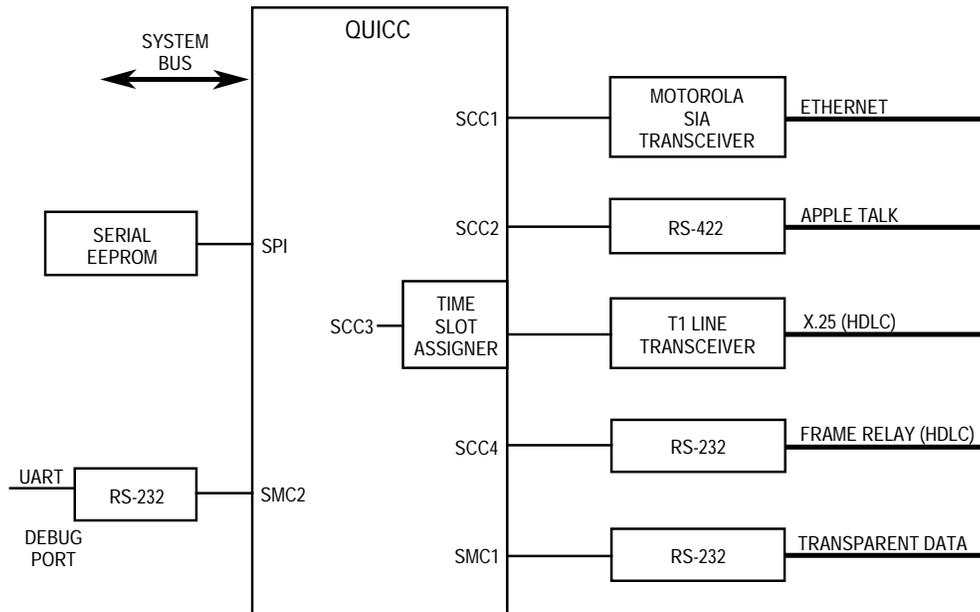 QUICC
SYSTEM
BUS
SCC1
MOTOROLA
SIA
TRANSCEIVER
ETHERNET
SCC2
RS-422
APPLE TALK
SERIAL
EEPROM
SPI
SCC3
TIME
SLOT
ASSIGNER
T1 LINE
TRANSCEIVER
X.25 (HDLC)
SCC4
RS-232
FRAME RELAY (HDLC)
UART
RS-232
SMC2
DEBUG
PORT
SMC1
RS-232
TRANSPARENT DATA